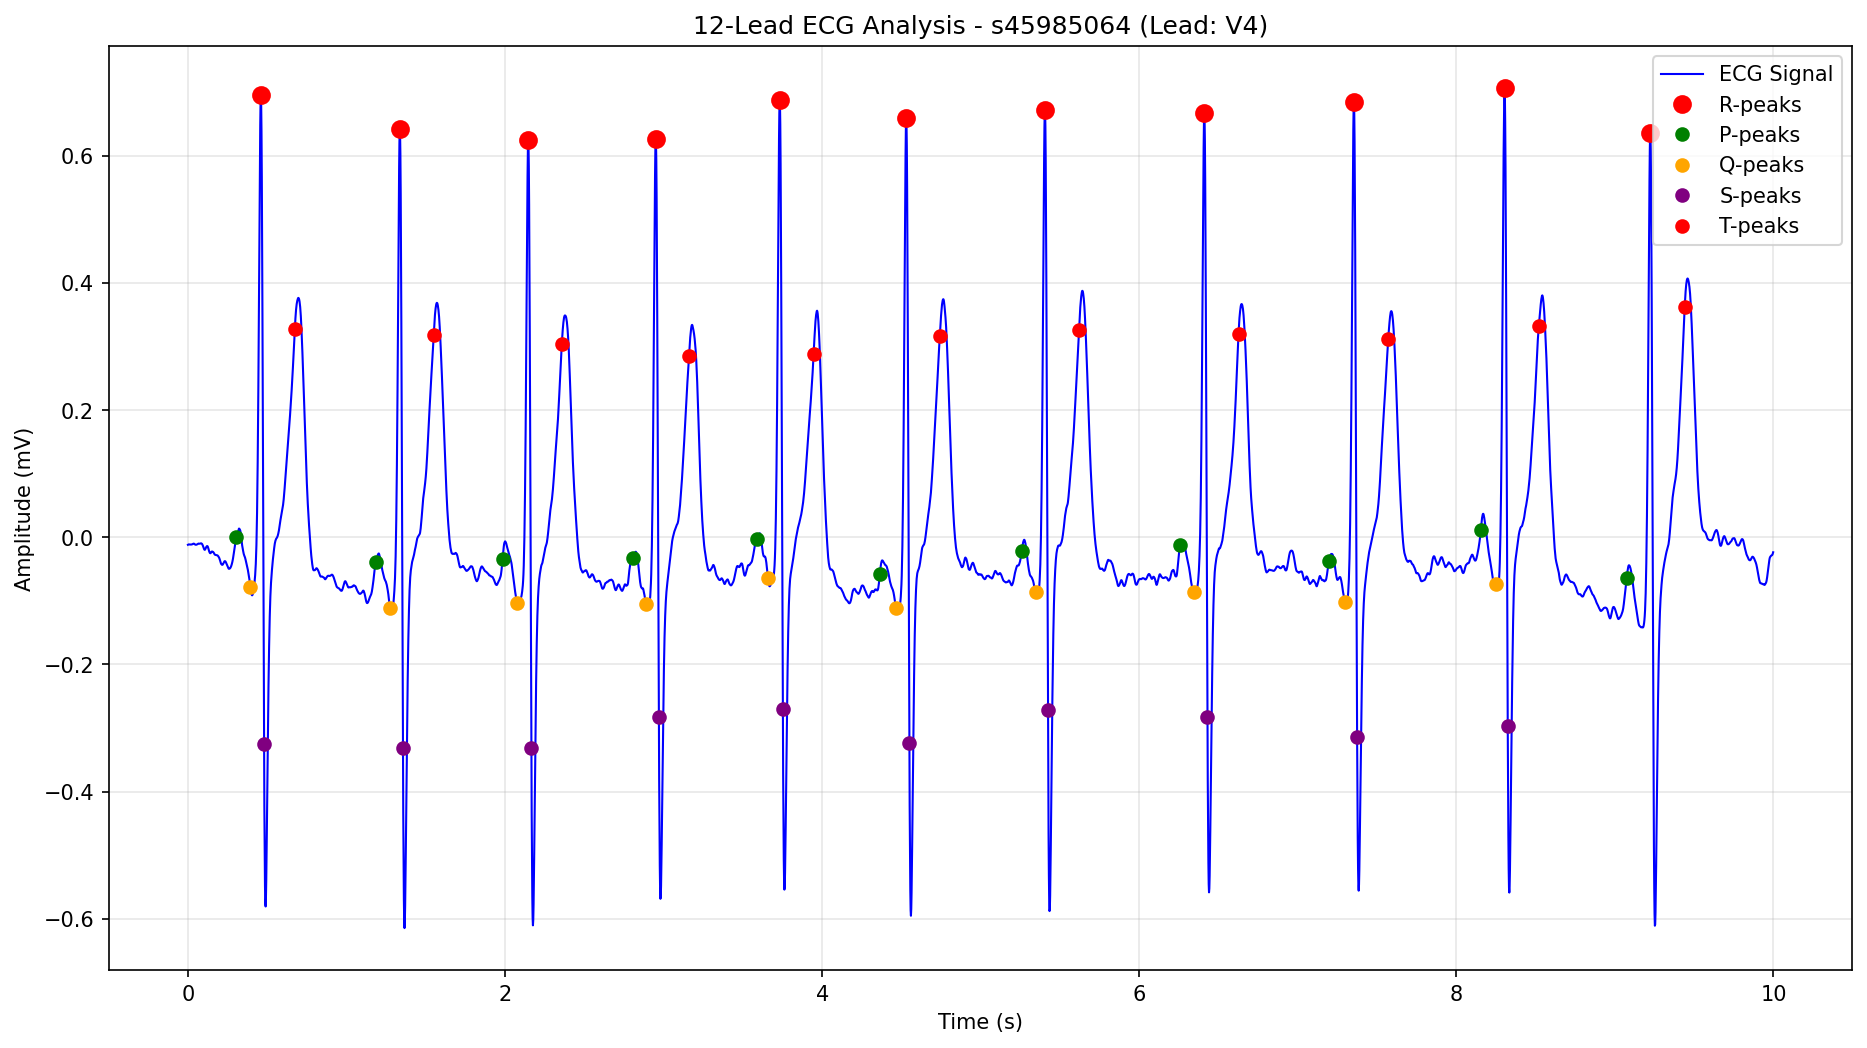 12-Lead ECG Analysis - s45985064 (Lead: V4)
ECG Signal
R-peaks
P-peaks
Q-peaks
S-peaks
T-peaks
Amplitude (mV)
0.6
0.4
0.2
0.0
−0.2
−0.4
−0.6
0 2 4 6 8 10
Time (s)